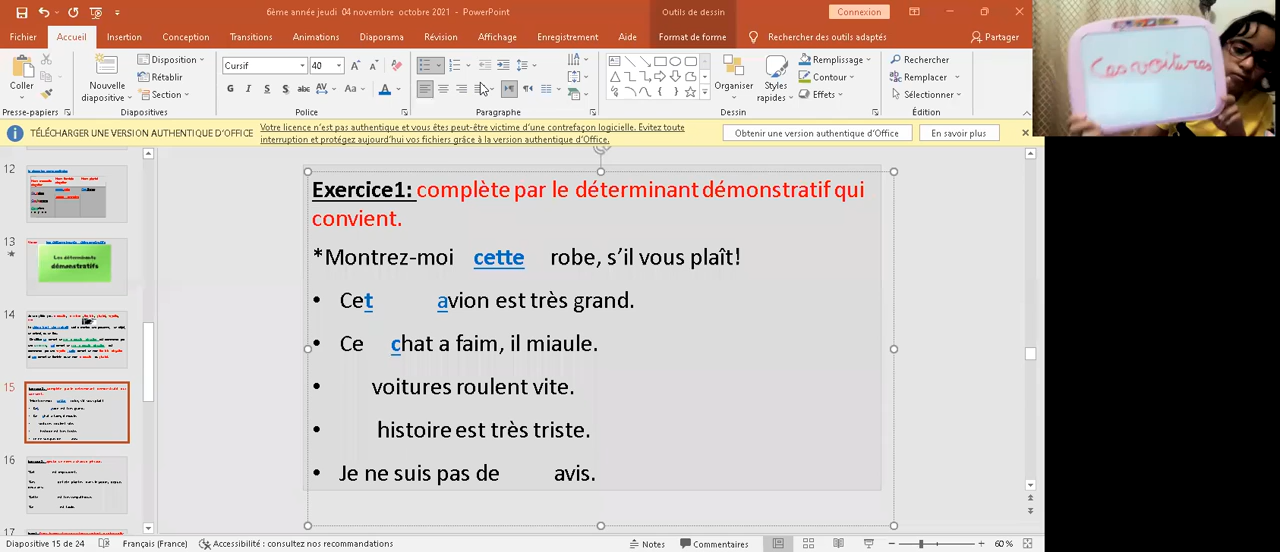 6ème année jeudi 04 novembre octobre 2021 - PowerPoint
Outils de dessin
Connexion
Fichier Accueil Insertion Conception Transitions Animations Diaporama Révision Affichage Enregistrement Aide Format de forme Rechercher des outils adaptés Partager
Coller
Nouvelle diapositive
Disposition
Rétablir
Section
Cursif 40
G I S S abc AV Aa A
Organiser
Styles rapides
Remplissage
Contour
Effets
Rechercher
Remplacer
Sélectionner
Presse-papiers Diapositives Police Paragraphe Dessin Édition
TÉLÉCHARGER UNE VERSION AUTHENTIQUE D'OFFICE
Votre licence n'est pas authentique et vous êtes peut-être victime d'une contrefaçon logicielle. Evitez toute
interruption et protégez aujourd'hui vos fichiers grâce à la version authentique d'Office.
Obtenir une version authentique d'Office
En savoir plus
12
13
Les déterminants
démonstratifs
14
15
16
17
Exercice1: complète par le déterminant démonstratif qui
convient.
*Montrez-moi cette robe, s'il vous plaît!
• Cet avion est très grand.
• Ce chat a faim, il miaule.
• voitures roulent vite.
• histoire est très triste.
• Je ne suis pas de avis.
Ces voitures
Diapositive 15 de 24 Français (France) Accessibilité : consultez nos recommandations Notes Commentaires 60 %